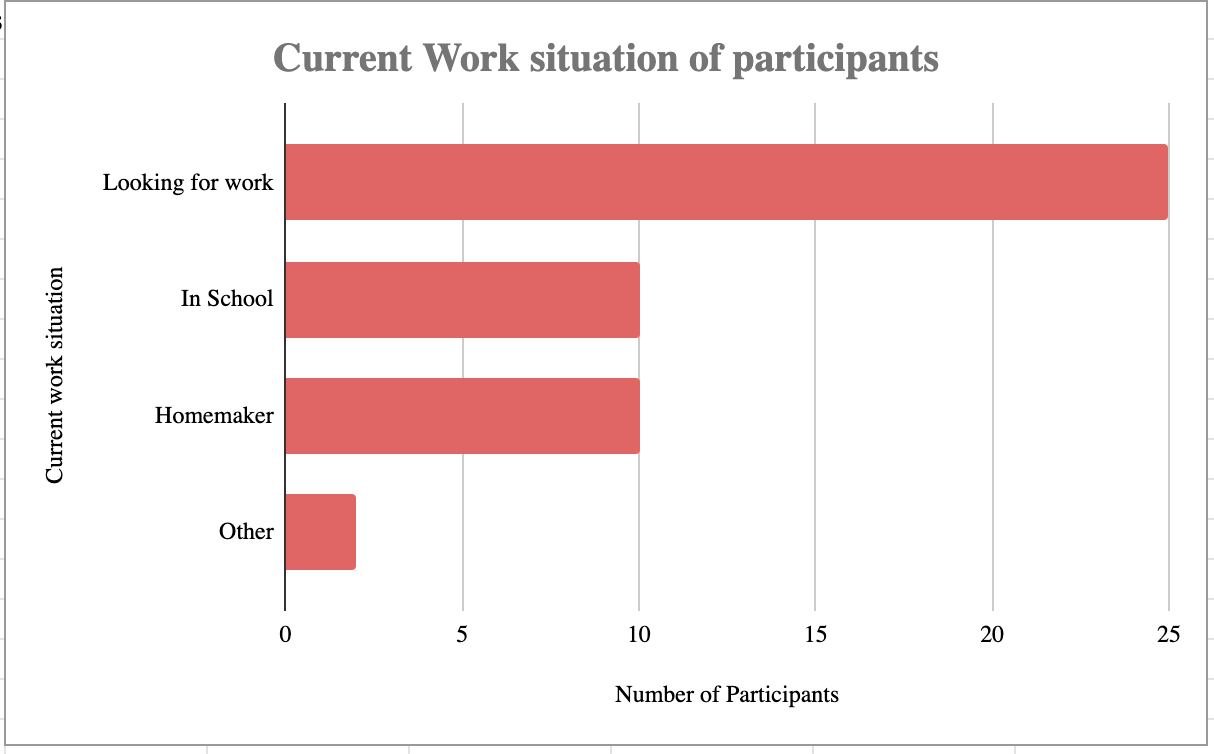 Current Work situation of participants
Looking for work
In School
Homemaker
Other
Current work situation
0 5 10 15 20 25
Number of Participants